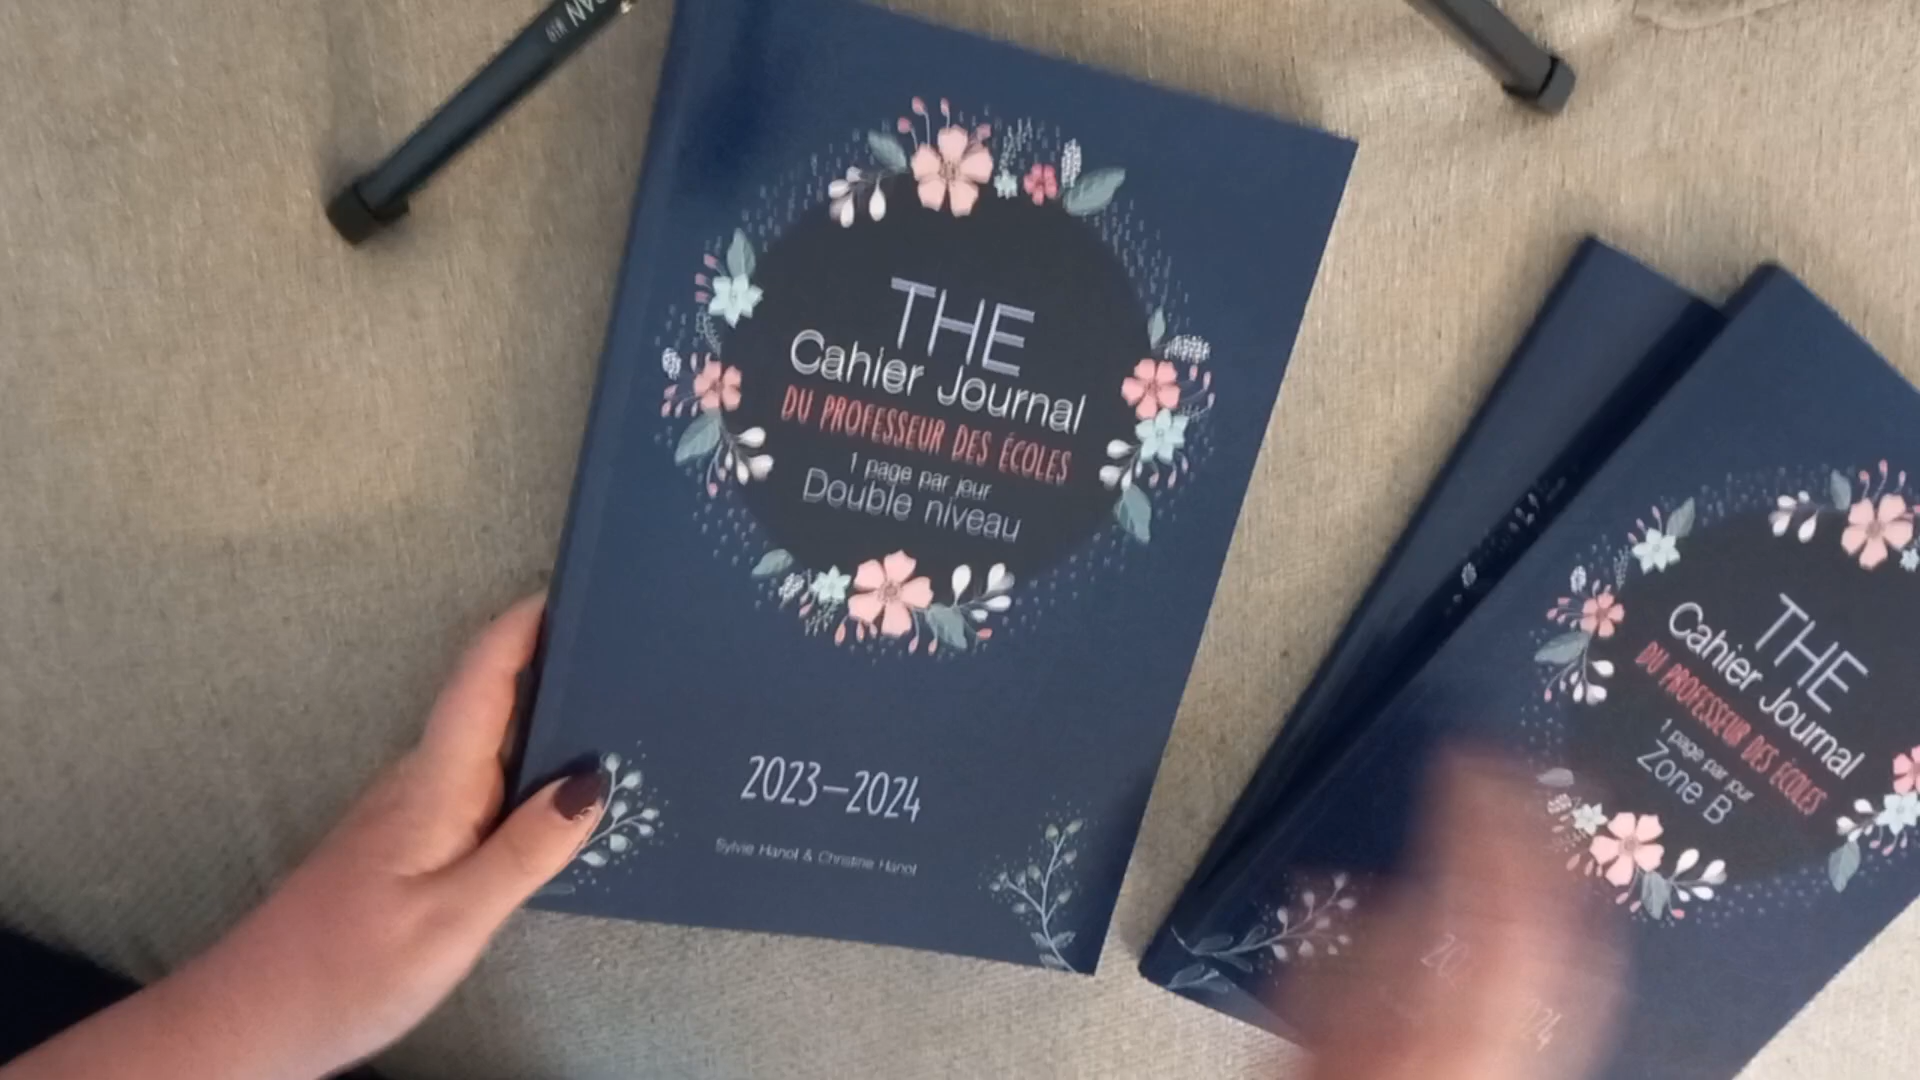 THE
Cahier Journal
DU PROFESSEUR DES ÉCOLES
1 page par jour
Double niveau
2023–2024
Sylvie Hanol & Christine Hanol
THE
Cahier Journal
DU PROFESSEUR DES ÉCOLES
1 page par jour
Zone B